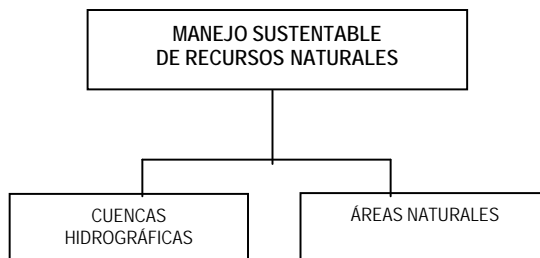 MANEJO SUSTENTABLE
DE RECURSOS NATURALES
CUENCAS
HIDROGRÁFICAS
ÁREAS NATURALES